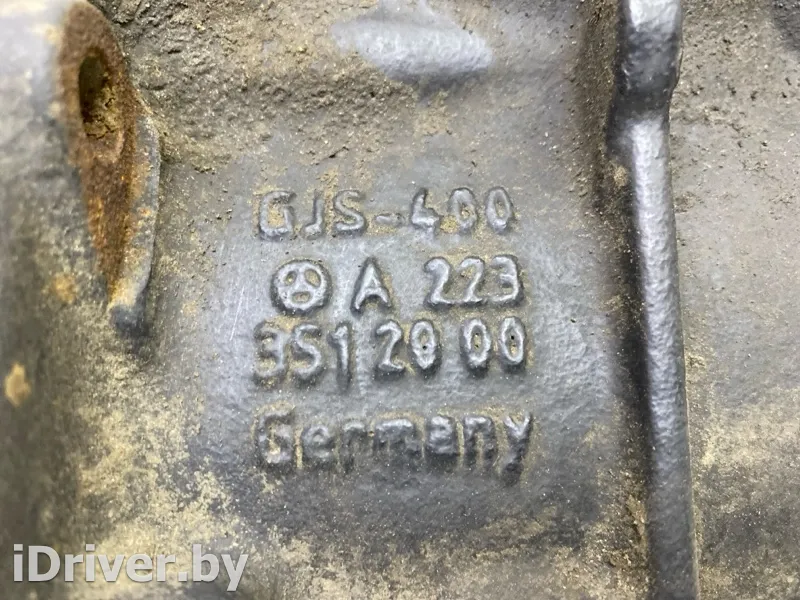 GJS-400
A 223
351 20 00
Germany
iDriver.by